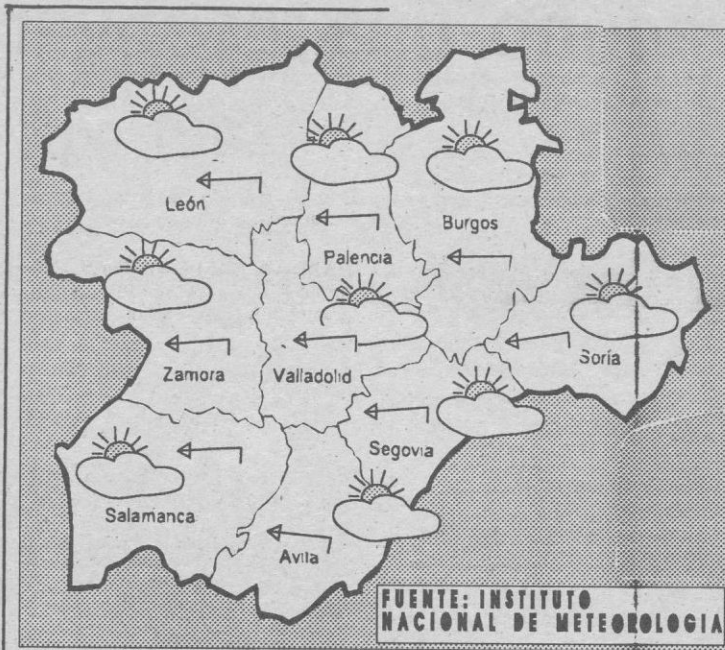 León
Palencia
Burgos
Zamora
Valladolid
Soria
Segovia
Salamanca
Avila
FUENTE: INSTITUTO
NACIONAL DE METEOROLOGIA